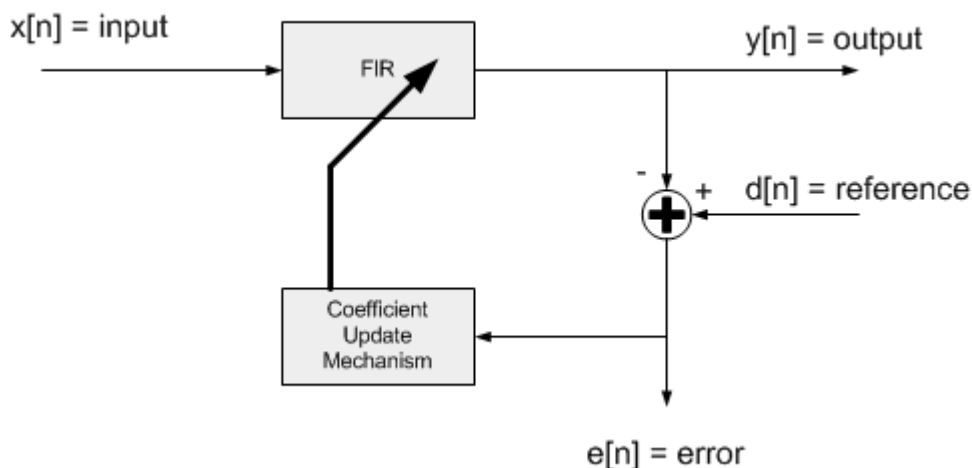 x[n] = input
FIR
y[n] = output
-
+
d[n] = reference
Coefficient
Update
Mechanism
e[n] = error